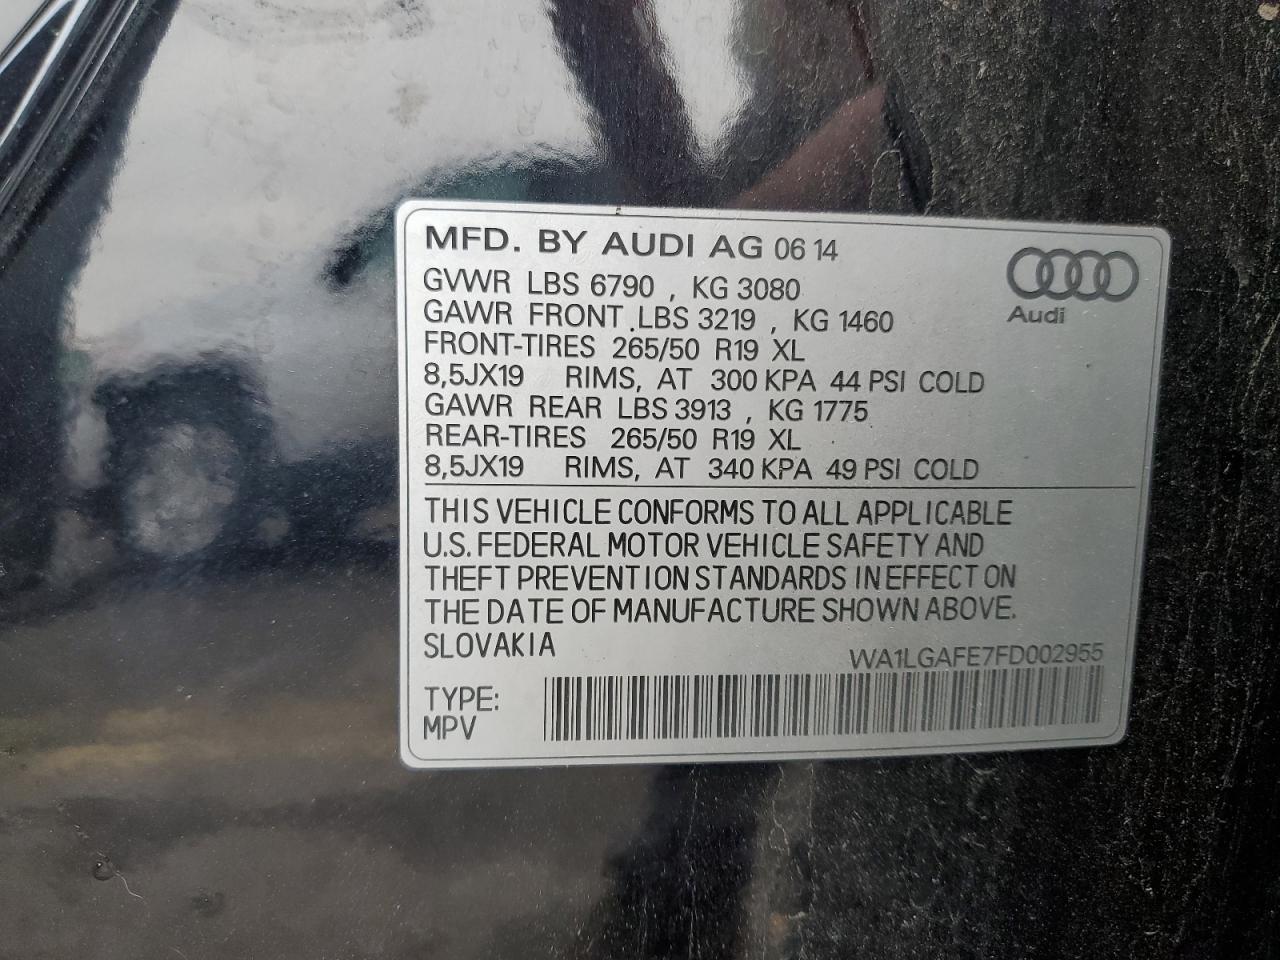 MFD. BY AUDI AG 06 14
GVWR LBS 6790 , KG 3080
GAWR FRONT LBS 3219 , KG 1460
Audi
FRONT-TIRES 265/50 R19 XL
8,5JX19 RIMS, AT 300 KPA 44 PSI COLD
GAWR REAR LBS 3913 , KG 1775
REAR-TIRES 265/50 R19 XL
8,5JX19 RIMS, AT 340 KPA 49 PSI COLD
THIS VEHICLE CONFORMS TO ALL APPLICABLE
U.S. FEDERAL MOTOR VEHICLE SAFETY AND
THEFT PREVENTION STANDARDS IN EFFECT ON
THE DATE OF MANUFACTURE SHOWN ABOVE.
SLOVAKIA
WA1LGAFE7FD002955
TYPE:
MPV